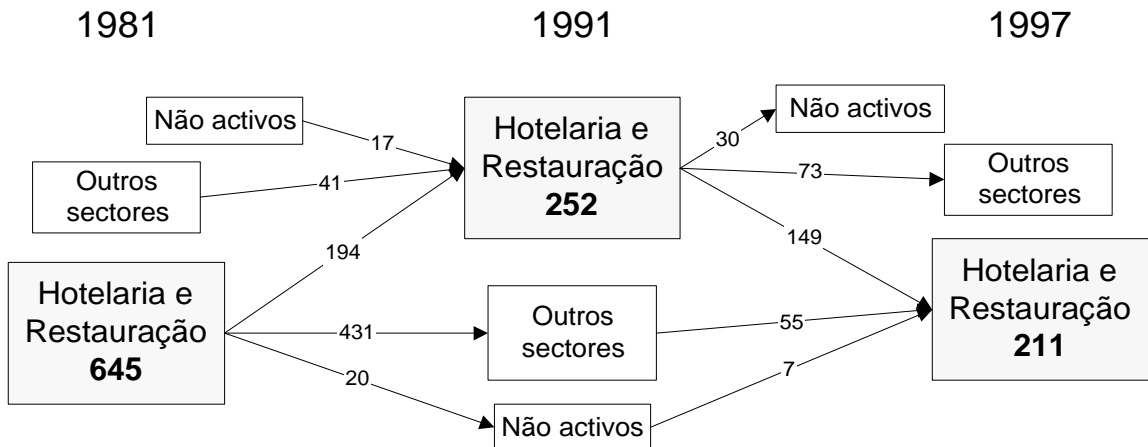 1981
1991
1997
Não activos
17
Outros
sectores
41
Hotelaria e
Restauração
645
194
431
20
Hotelaria e
Restauração
252
Outros
sectores
Não activos
30
73
149
55
7
Não activos
Outros
sectores
Hotelaria e
Restauração
211